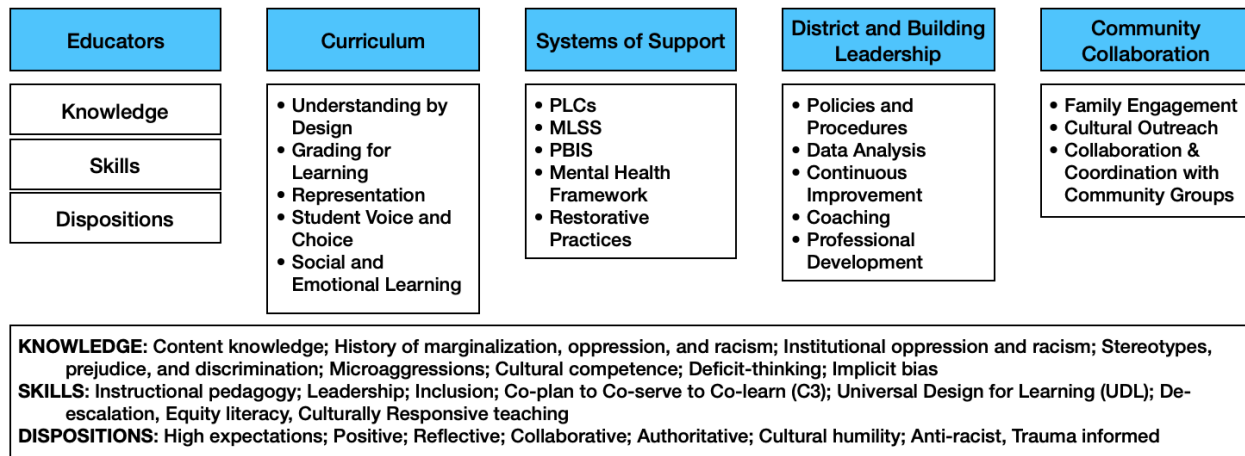 Educators
Knowledge
Skills
Dispositions
Curriculum
• Understanding by
Design
• Grading for
Learning
• Representation
• Student Voice and
Choice
• Social and
Emotional Learning
Systems of Support
• PLCs
• MLSS
• PBIS
• Mental Health
Framework
• Restorative
Practices
District and Building
Leadership
• Policies and
Procedures
• Data Analysis
• Continuous
Improvement
• Coaching
• Professional
Development
Community
Collaboration
• Family Engagement
• Cultural Outreach
• Collaboration &
Coordination with
Community Groups
KNOWLEDGE: Content knowledge; History of marginalization, oppression, and racism; Institutional oppression and racism; Stereotypes,
prejudice, and discrimination; Microaggressions; Cultural competence; Deficit-thinking; Implicit bias
SKILLS: Instructional pedagogy; Leadership; Inclusion; Co-plan to Co-serve to Co-learn (C3); Universal Design for Learning (UDL); De-
escalation, Equity literacy, Culturally Responsive teaching
DISPOSITIONS: High expectations; Positive; Reflective; Collaborative; Authoritative; Cultural humility; Anti-racist, Trauma informed